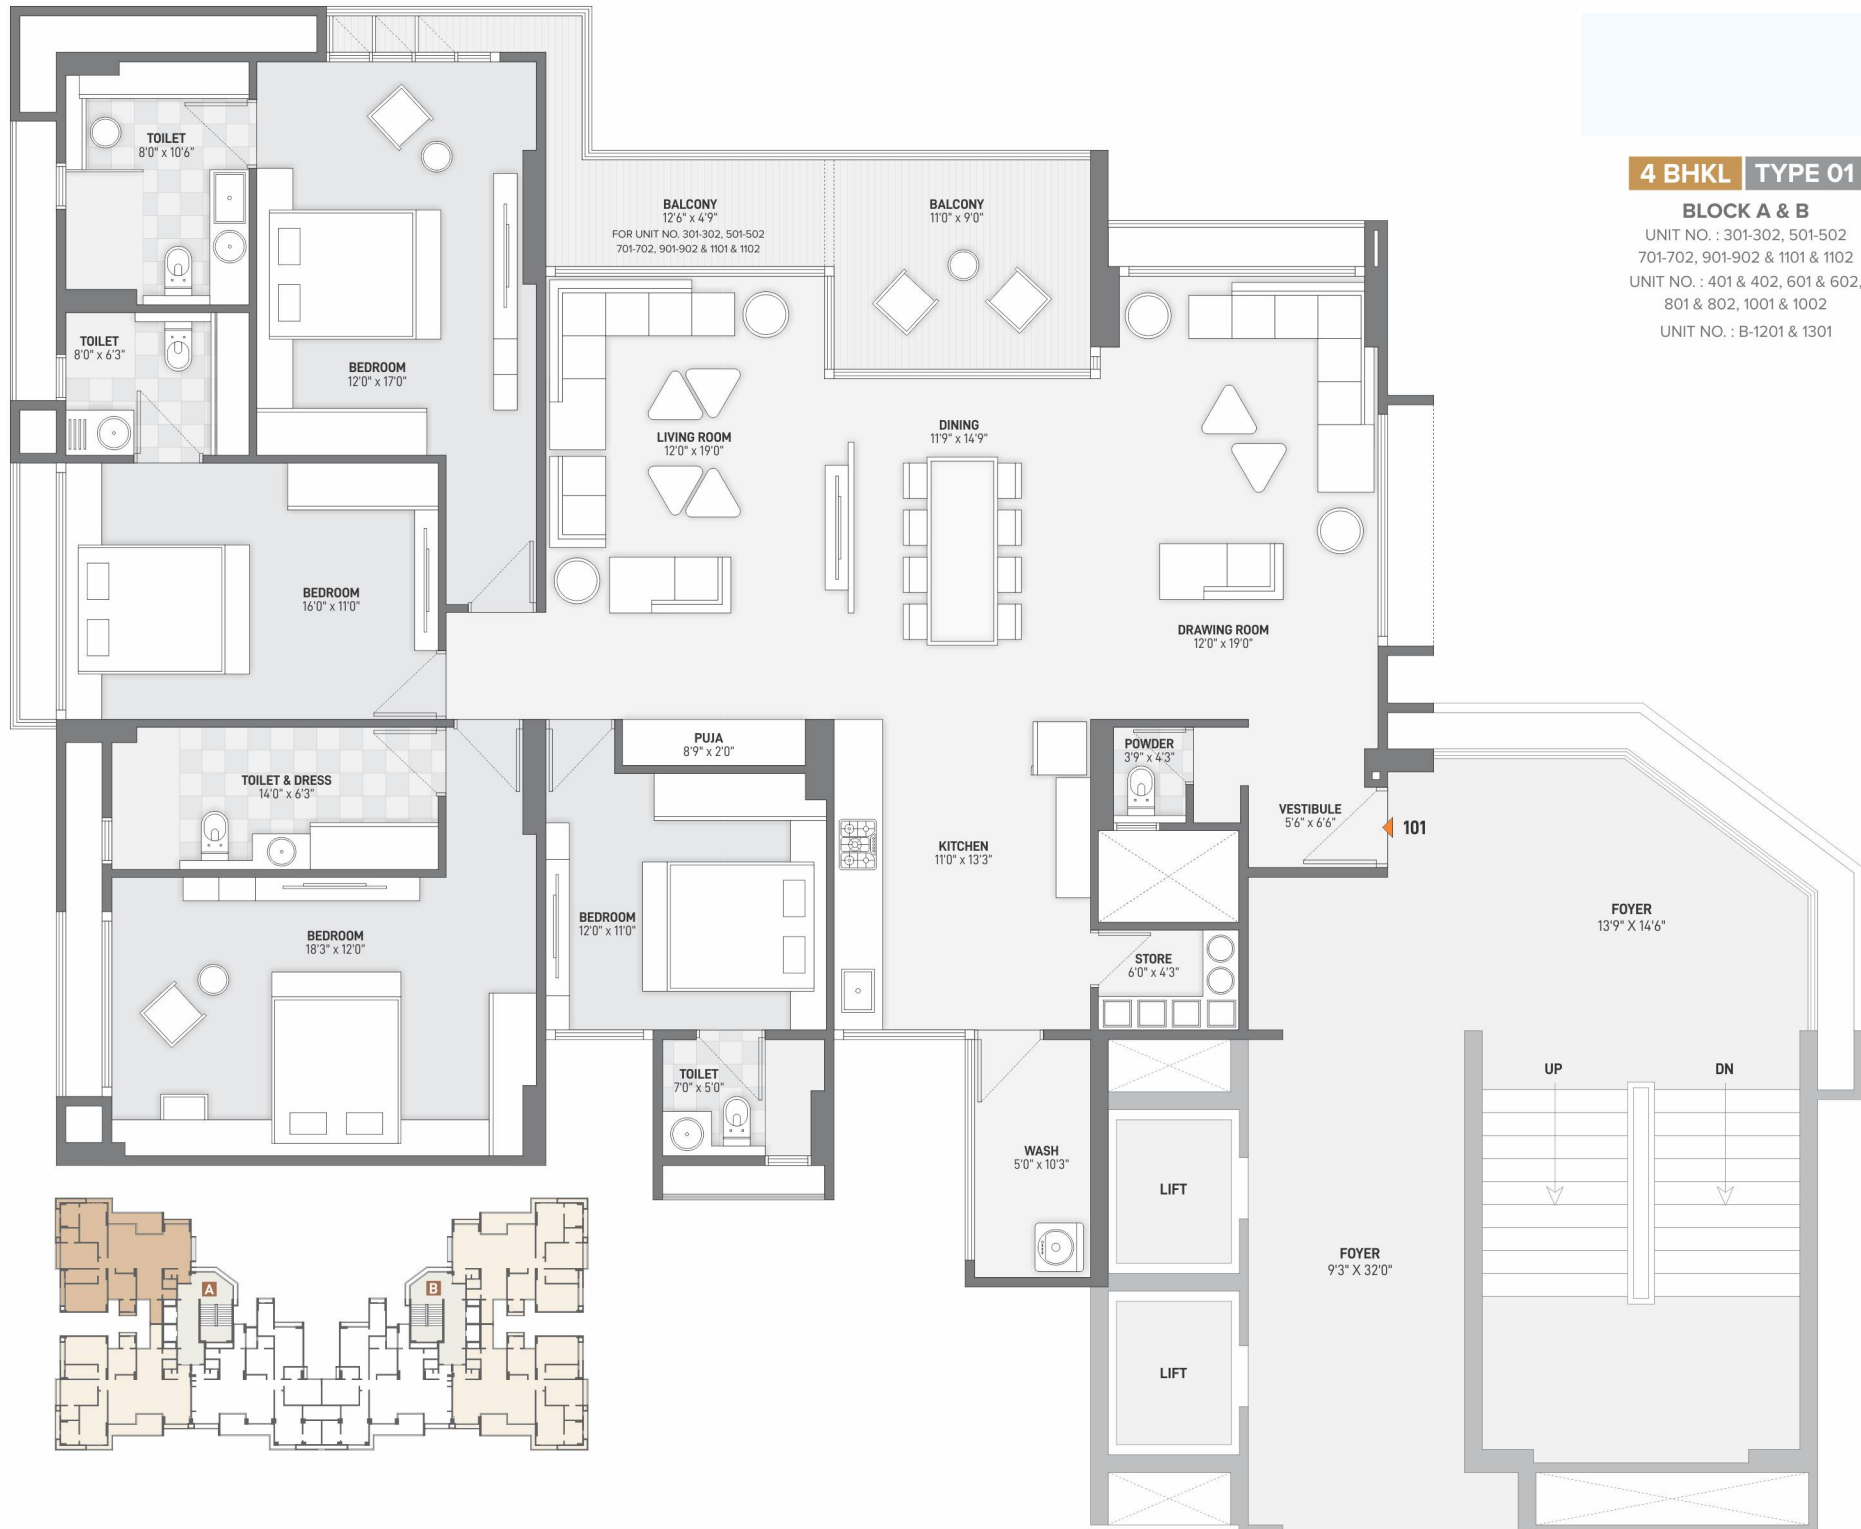 4 BHKL TYPE 01
BLOCK A & B
UNIT NO. : 301-302, 501-502
701-702, 901-902 & 1101 & 1102
UNIT NO. : 401 & 402, 601 & 602,
801 & 802, 1001 & 1002
UNIT NO. : B-1201 & 1301
TOILET
8'0" x 10'6"
BALCONY
12'6" x 4'9"
FOR UNIT NO. 301-302, 501-502
701-702, 901-902 & 1101 & 1102
BALCONY
11'0" x 9'0"
TOILET
8'0" x 6'3"
BEDROOM
12'0" x 17'0"
LIVING ROOM
12'0" x 19'0"
DINING
11'9" x 14'9"
BEDROOM
16'0" x 11'0"
DRAWING ROOM
12'0" x 19'0"
PUJA
8'9" x 2'0"
POWDER
3'9" x 4'3"
TOILET & DRESS
14'0" x 6'3"
VESTIBULE
5'6" x 6'6"
101
KITCHEN
11'0" x 13'3"
BEDROOM
18'3" x 12'0"
BEDROOM
12'0" x 11'0"
FOYER
13'9" X 14'6"
STORE
6'0" x 4'3"
TOILET
7'0" x 5'0"
UP
DN
WASH
5'0" x 10'3"
LIFT
FOYER
9'3" X 32'0"
A
B
LIFT